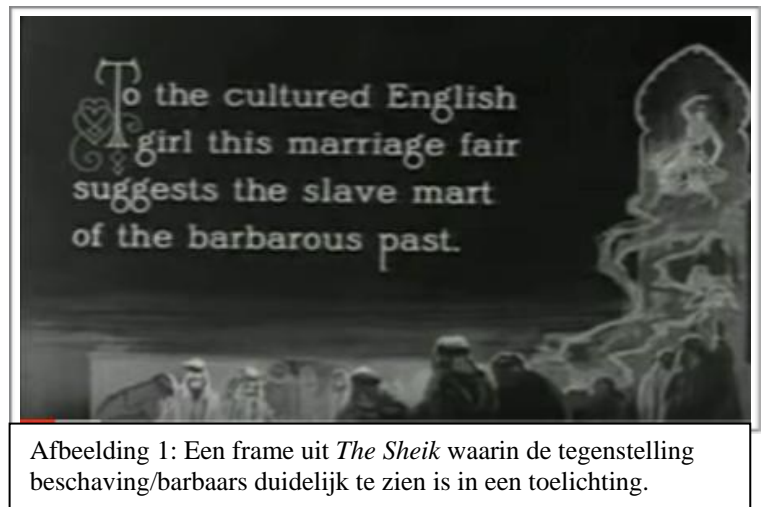 To the cultured English
girl this marriage fair
suggests the slave mart
of the barbarous past.
Afbeelding 1: Een frame uit The Sheik waarin de tegenstelling
beschaving/barbaars duidelijk te zien is in een toelichting.